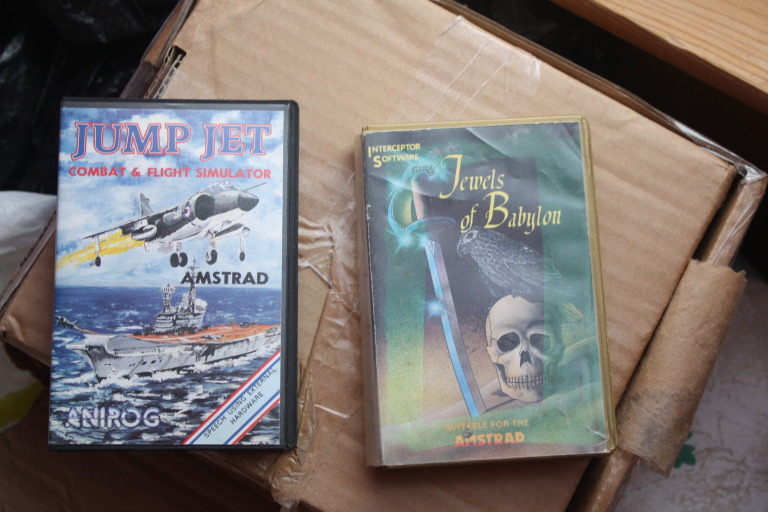 JUMP JET
COMBAT & FLIGHT SIMULATOR
AMSTRAD
ANIROG
SPEECH USING EXTERNAL
HARDWARE
INTERCEPTOR
SOFTWARE
Jewels
of Babylon
SUITABLE FOR THE
AMSTRAD